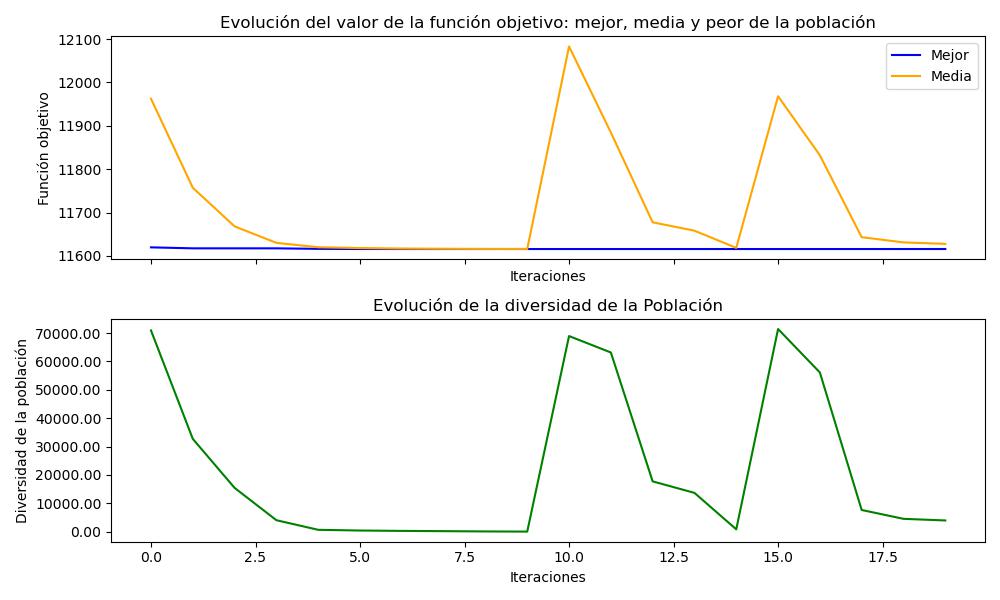 Evolución del valor de la función objetivo: mejor, media y peor de la población
12100
12000
11900
11800
11700
11600
Función objetivo
Mejor
Media
Iteraciones
Evolución de la diversidad de la Población
70000.00
60000.00
50000.00
40000.00
30000.00
20000.00
10000.00
0.00
Diversidad de la población
0.0 2.5 5.0 7.5 10.0 12.5 15.0 17.5
Iteraciones